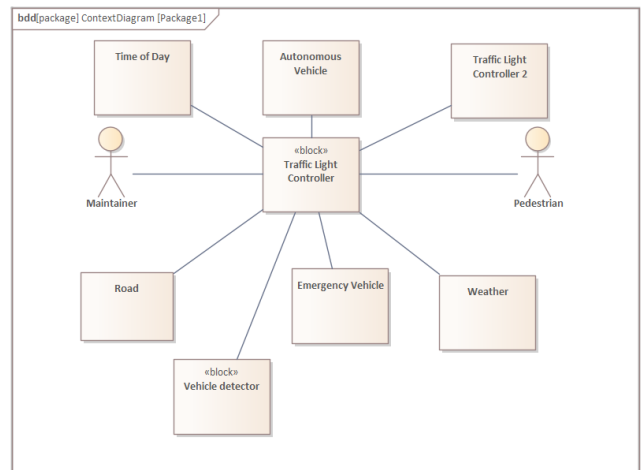 bdd[package] ContextDiagram [Package1]
Time of Day
Autonomous
Vehicle
Traffic Light
Controller 2
«block»
Traffic Light
Controller
Maintainer
Pedestrian
Road
Emergency Vehicle
Weather
«block»
Vehicle detector